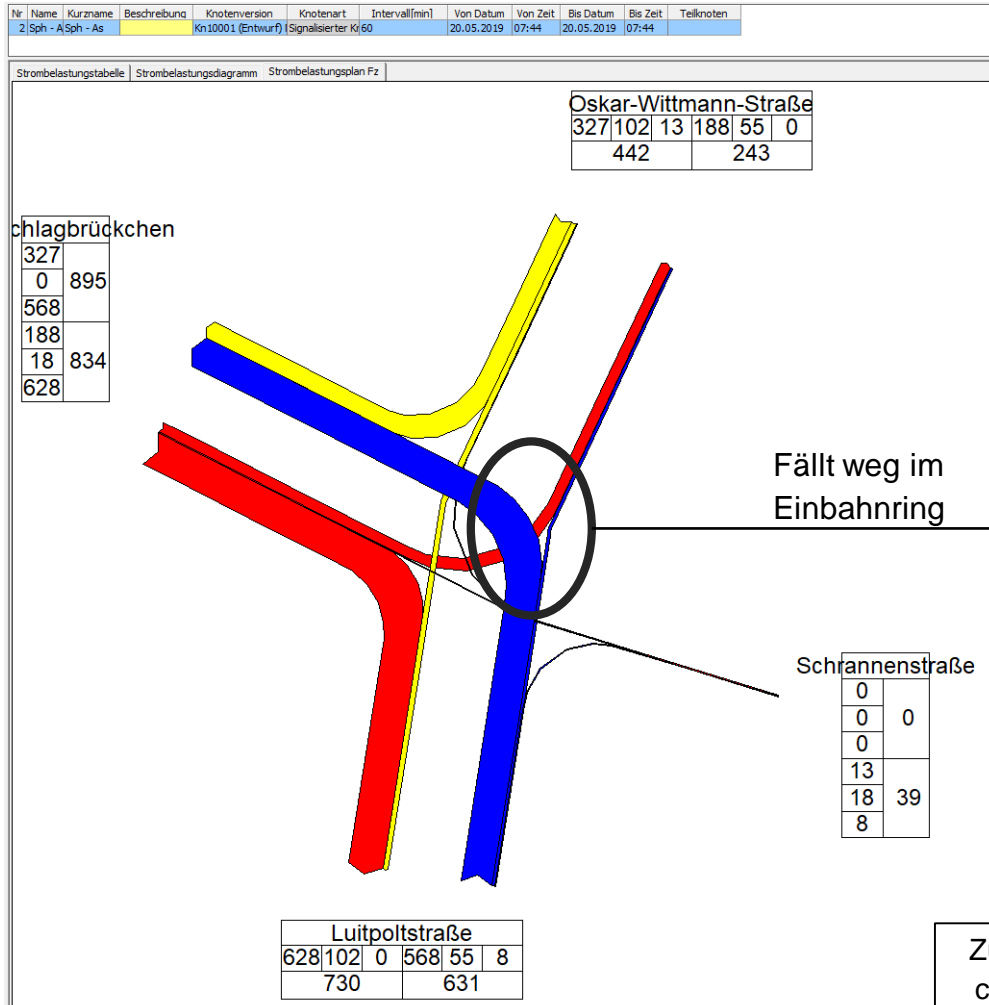 Nr Name Kurzname Beschreibung Knotenversion Knotenart Intervall[min] Von Datum Von Zeit Bis Datum Bis Zeit Teilknoten
2 Sph - A Sph - As Kn10001 (Entwurf) Signalisierter Kr 60 20.05.2019 07:44 20.05.2019 07:44
Strombelastungstabelle Strombelastungsdiagramm Strombelastungsplan Fz
Oskar-Wittmann-Straße
327 102 13 188 55 0
442 243
chlagbrückchen
327
0 895
568
188
18 834
628
Fällt weg im
Einbahnring
Schrannenstraße
0
0 0
0
13
18 39
8
Luitpoltstraße
628 102 0 568 55 8
730 631